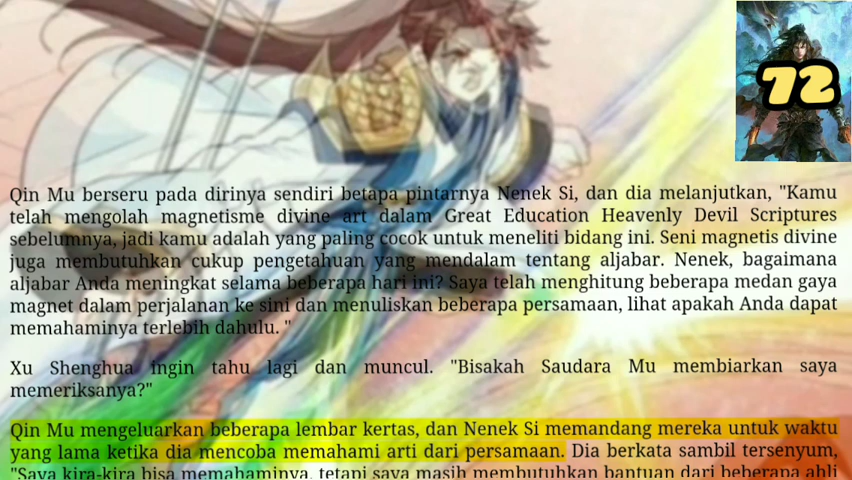 72
Qin Mu berseru pada dirinya sendiri betapa pintarnya Nenek Si, dan dia melanjutkan, "Kamu
telah mengolah magnetisme divine art dalam Great Education Heavenly Devil Scriptures
sebelumnya, jadi kamu adalah yang paling cocok untuk meneliti bidang ini. Seni magnetis divine
juga membutuhkan cukup pengetahuan yang mendalam tentang aljabar. Nenek, bagaimana
aljabar Anda meningkat selama beberapa hari ini? Saya telah menghitung beberapa medan gaya
magnet dalam perjalanan ke sini dan menuliskan beberapa persamaan, lihat apakah Anda dapat
memahaminya terlebih dahulu. "
Xu Shenghua ingin tahu lagi dan muncul. "Bisakah Saudara Mu membiarkan saya
memeriksanya?"
Qin Mu mengeluarkan beberapa lembar kertas, dan Nenek Si memandang mereka untuk waktu
yang lama ketika dia mencoba memahami arti dari persamaan. Dia berkata sambil tersenyum,
"Saya kira-kira bisa memahaminya, tetapi saya masih membutuhkan bantuan dari beberapa ahli